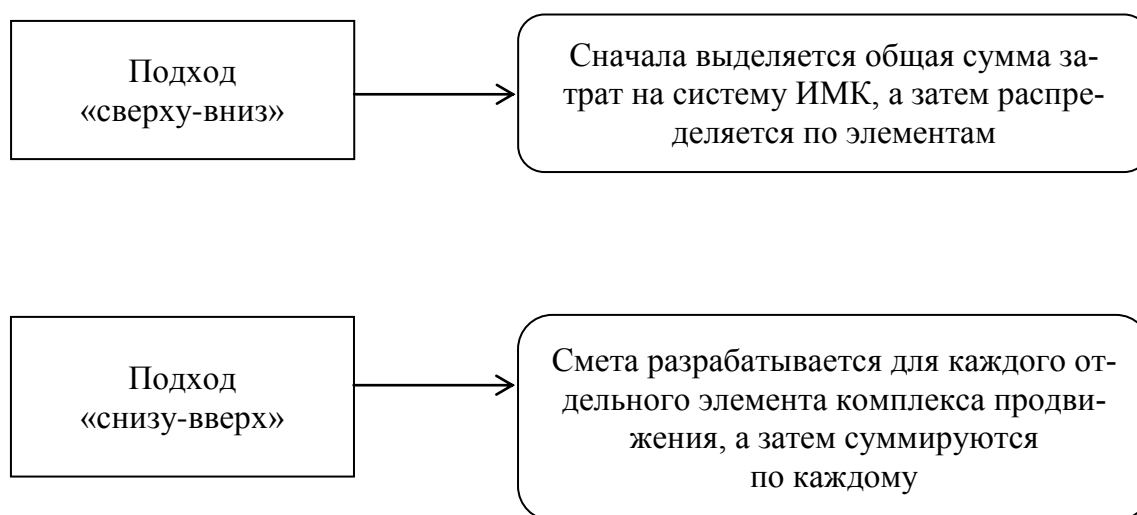 Подход
«сверху-вниз»
Сначала выделяется общая сумма за-
трат на систему ИМК, а затем распре-
деляется по элементам
Подход
«снизу-вверх»
Смета разрабатывается для каждого от-
дельного элемента комплекса продви-
жения, а затем суммируются
по каждому